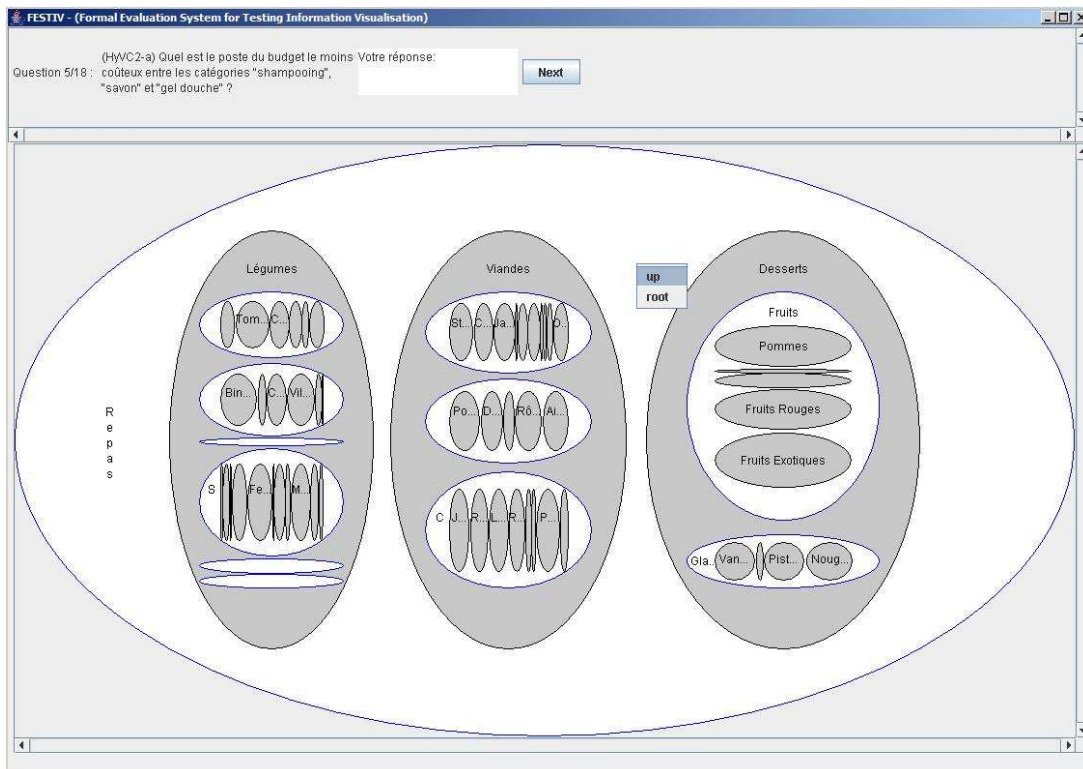 FESTIV - (Formal Evaluation System for Testing Information Visualisation)
Question 5/18 :
(HyVC2-a) Quel est le poste du budget le moins
coûteux entre les catégories "shampooing",
"savon" et "gel douche" ?
Votre réponse:
Next
Repas
Légumes
Tom... C...
Bin... C... Vil...
S Fe... M...
Viandes
St... C... Ja... D...
Po... D... Rô... Ai...
C J... R... L... R... P...
up
root
Desserts
Fruits
Pommes
Fruits Rouges
Fruits Exotiques
Gla... Van... Pist... Noug...